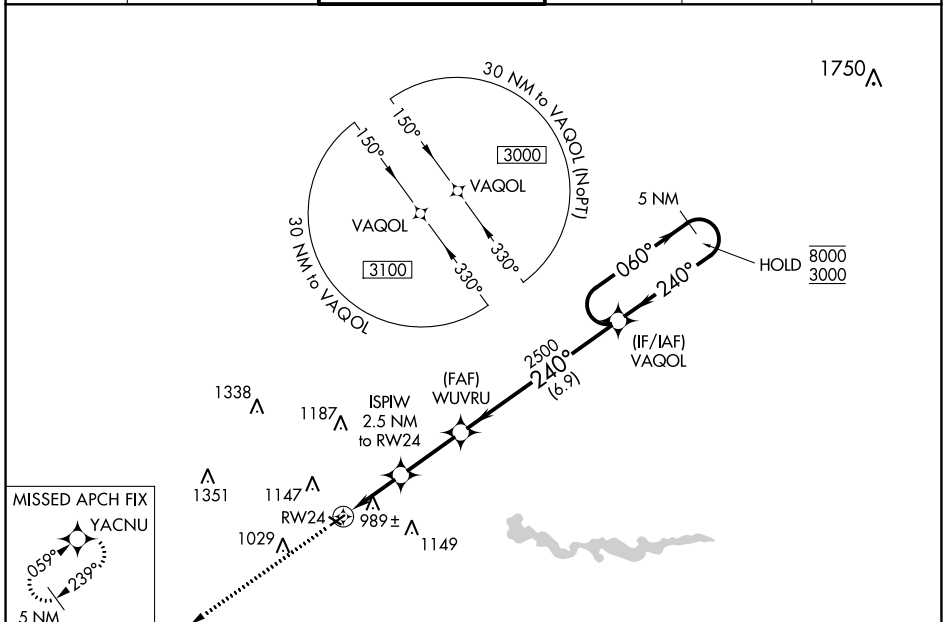 1750
30 NM to VAQOL (NoPT)
150°
3000
VAQOL
330°
150°
VAQOL
3100
330°
30 NM to VAQOL
5 NM
060°
240°
HOLD 8000
3000
(IF/IAF)
VAQOL
2500
240°
(6.9)
(FAF)
WUVRU
ISPIW
2.5 NM
to RW24
1338
1187
1351
1147
RW24
989±
1029
1149
MISSED APCH FIX
YACNU
059°
239°
5 NM